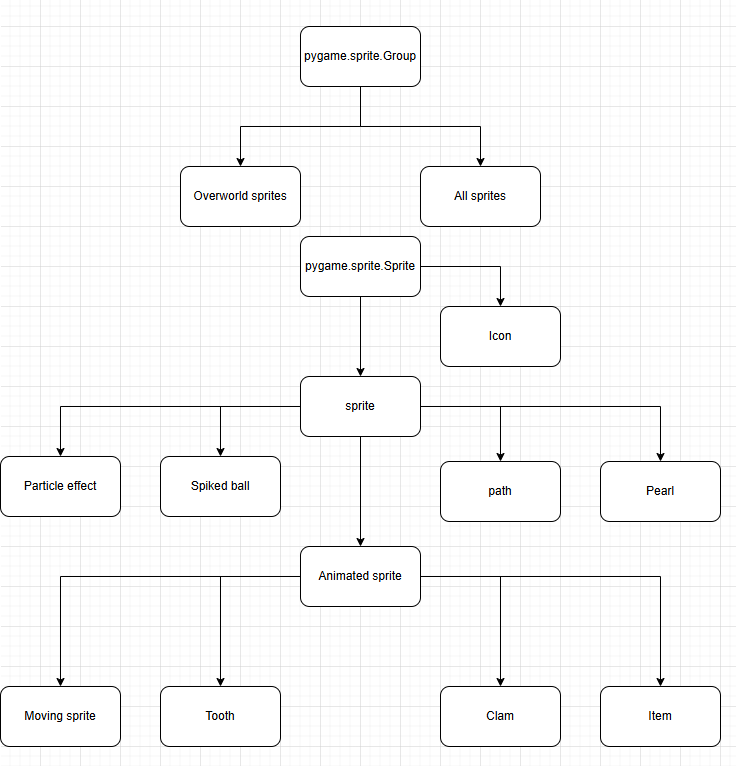 pygame.sprite.Group
Overworld sprites
All sprites
pygame.sprite.Sprite
Icon
sprite
Particle effect
Spiked ball
path
Pearl
Animated sprite
Moving sprite
Tooth
Clam
Item